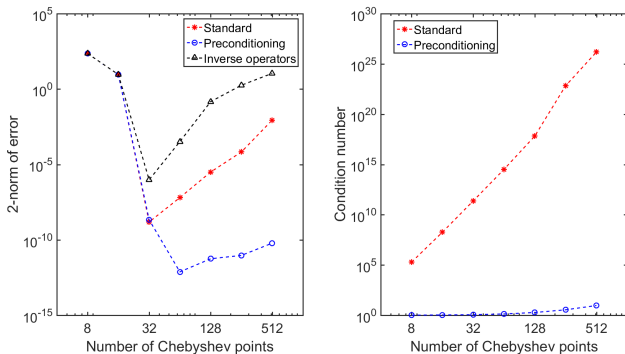 10^5
10^0
10^-5
10^-10
10^-15
2-norm of error
8
32
128
512
Number of Chebyshev points
Standard
Preconditioning
Inverse operators
10^30
10^25
10^20
10^15
10^10
10^5
10^0
Condition number
8
32
128
512
Number of Chebyshev points
Standard
Preconditioning